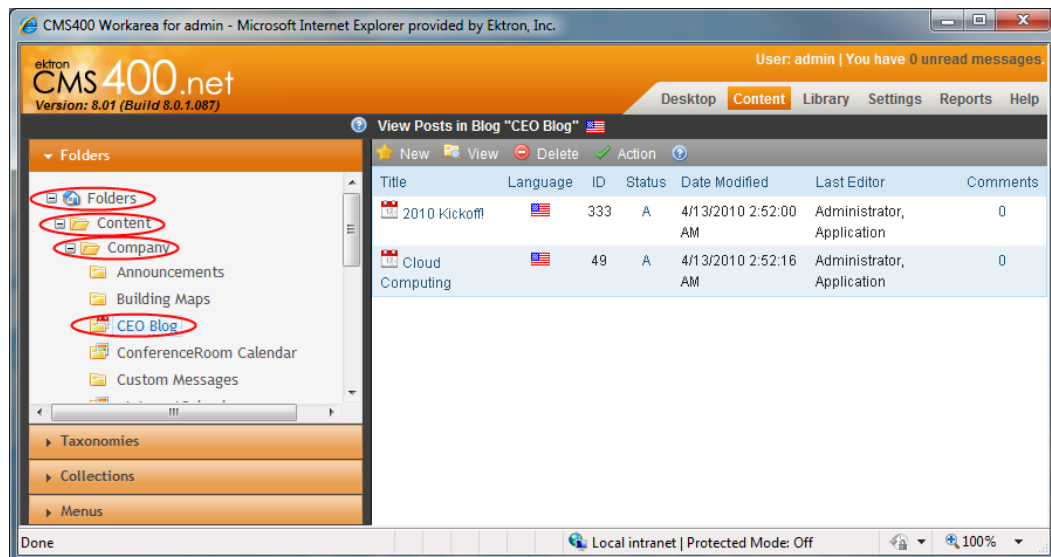 CMS400 Workarea for admin - Microsoft Internet Explorer provided by Ektron, Inc.
ektron
CMS400.net
Version: 8.01 (Build 8.0.1.087)
User: admin | You have 0 unread messages.
Desktop Content Library Settings Reports Help
View Posts in Blog "CEO Blog"
Folders
New View Delete Action
Folders
Content
Company
Announcements
Building Maps
CEO Blog
ConferenceRoom Calendar
Custom Messages
Taxonomies
Collections
Menus
Title Language ID Status Date Modified Last Editor Comments
2010 Kickoff! 333 A 4/13/2010 2:52:00 Administrator, 0
AM Application
Cloud 49 A 4/13/2010 2:52:16 Administrator, 0
Computing AM Application
Done Local intranet | Protected Mode: Off 100%